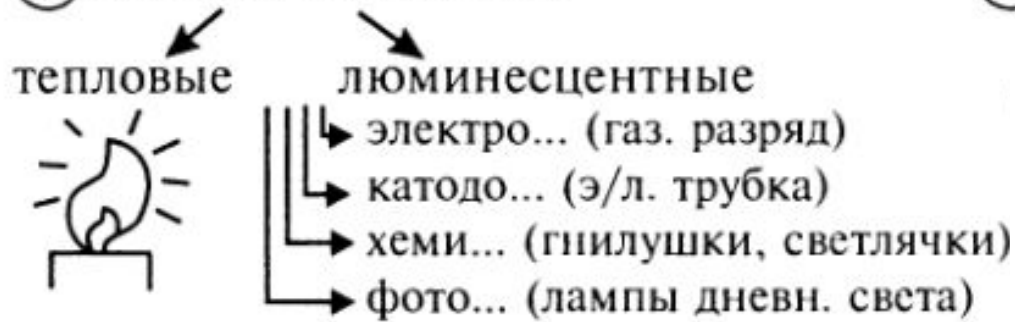 тепловые люминесцентные
электро... (газ. разряд)
катодо... (э/л. трубка)
хеми... (гнилушки, светлячки)
фото... (лампы дневн. света)